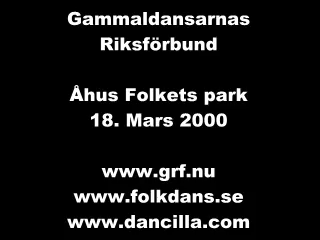 Gammaldansarnas
Riksförbund
Åhus Folkets park
18. Mars 2000
www.grf.nu
www.folkdans.se
www.dancilla.com